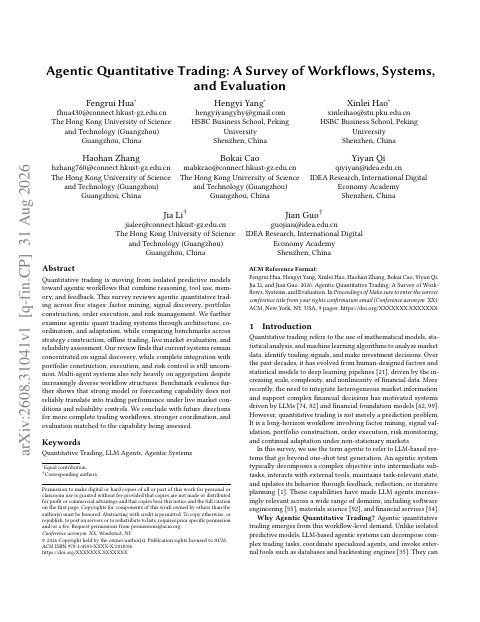 Agentic Quantitative Trading: A Survey of Workflows, Systems,
and Evaluation
Fengrui Hua*
fhua430@connect.hkust-gz.edu.cn
The Hong Kong University of Science
and Technology (Guangzhou)
Guangzhou, China
Hengyi Yang*
hengyiyangyhy@gmail.com
HSBC Business School, Peking
University
Shenzhen, China
Xinlei Hao*
xinleihao@stu.pku.edu.cn
HSBC Business School, Peking
University
Shenzhen, China
Haohan Zhang
hzhang760@connect.hkust-gz.edu.cn
The Hong Kong University of Science
and Technology (Guangzhou)
Guangzhou, China
Bokai Cao
mabkcao@connect.hkust-gz.edu.cn
The Hong Kong University of Science
and Technology (Guangzhou)
Guangzhou, China
Yiyan Qi
qiyiyan@idea.edu.cn
IDEA Research, International Digital
Economy Academy
Shenzhen, China
Jia Li†
jialee@connect.hkust-gz.edu.cn
The Hong Kong University of Science
and Technology (Guangzhou)
Guangzhou, China
Jian Guo†
guojian@idea.edu.cn
IDEA Research, International Digital
Economy Academy
Shenzhen, China
arXiv:2608.31041v1 [q-fin.CP] 31 Aug 2026
Abstract
Quantitative trading is moving from isolated predictive models
toward agentic workflows that combine reasoning, tool use, mem-
ory, and feedback. This survey reviews agentic quantitative trad-
ing across five stages: factor mining, signal discovery, portfolio
construction, order execution, and risk management. We further
examine agentic quant trading systems through architecture, co-
ordination, and adaptation, while comparing benchmarks across
strategy construction, offline trading, live market evaluation, and
reliability assessment. Our review finds that current systems remain
concentrated on signal discovery, while complete integration with
portfolio construction, execution, and risk control is still uncom-
mon. Multi-agent systems also rely heavily on aggregation despite
increasingly diverse workflow structures. Benchmark evidence fur-
ther shows that strong model or forecasting capability does not
reliably translate into trading performance under live market con-
ditions and reliability controls. We conclude with future directions
for more complete trading workflows, stronger coordination, and
evaluation matched to the capability being assessed.
Keywords
Quantitative Trading, LLM Agents, Agentic Systems
*Equal contribution.
†Corresponding authors.
Permission to make digital or hard copies of all or part of this work for personal or
classroom use is granted without fee provided that copies are not made or distributed
for profit or commercial advantage and that copies bear this notice and the full citation
on the first page. Copyrights for components of this work owned by others than the
author(s) must be honored. Abstracting with credit is permitted. To copy otherwise, or
republish, to post on servers or to redistribute to lists, requires prior specific permission
and/or a fee. Request permissions from permissions@acm.org.
Conference acronym 'XX, Woodstock, NY
© 2026 Copyright held by the owner/author(s). Publication rights licensed to ACM.
ACM ISBN 978-1-4503-XXXX-X/2018/06
https://doi.org/XXXXXXX.XXXXXXX
ACM Reference Format:
Fengrui Hua, Hengyi Yang, Xinlei Hao, Haohan Zhang, Bokai Cao, Yiyan Qi,
Jia Li, and Jian Guo. 2026. Agentic Quantitative Trading: A Survey of Work-
flows, Systems, and Evaluation. In Proceedings of Make sure to enter the correct
conference title from your rights confirmation email (Conference acronym 'XX).
ACM, New York, NY, USA, 9 pages. https://doi.org/XXXXXXX.XXXXXXX
1 Introduction
Quantitative trading refers to the use of mathematical models, sta-
tistical analysis, and machine learning algorithms to analyze market
data, identify trading signals, and make investment decisions. Over
the past decades, it has evolved from human-designed factors and
statistical models to deep learning pipelines [21], driven by the in-
creasing scale, complexity, and nonlinearity of financial data. More
recently, the need to integrate heterogeneous market information
and support complex financial decisions has motivated systems
driven by LLMs [74, 82] and financial foundation models [62, 99].
However, quantitative trading is not merely a prediction problem.
It is a long-horizon workflow involving factor mining, signal val-
idation, portfolio construction, order execution, risk monitoring,
and continual adaptation under non-stationary markets.
In this survey, we use the term agentic to refer to LLM-based sys-
tems that go beyond one-shot text generation. An agentic system
typically decomposes a complex objective into intermediate sub-
tasks, interacts with external tools, maintains task-relevant state,
and updates its behavior through feedback, reflection, or iterative
planning [1]. These capabilities have made LLM agents increas-
ingly relevant across a wide range of domains, including software
engineering [55], materials science [92], and financial services [54].
Why Agentic Quantitative Trading? Agentic quantitative
trading emerges from this workflow-level demand. Unlike isolated
predictive models, LLM-based agentic systems can decompose com-
plex trading tasks, coordinate specialized agents, and invoke exter-
nal tools such as databases and backtesting engines [35]. They can